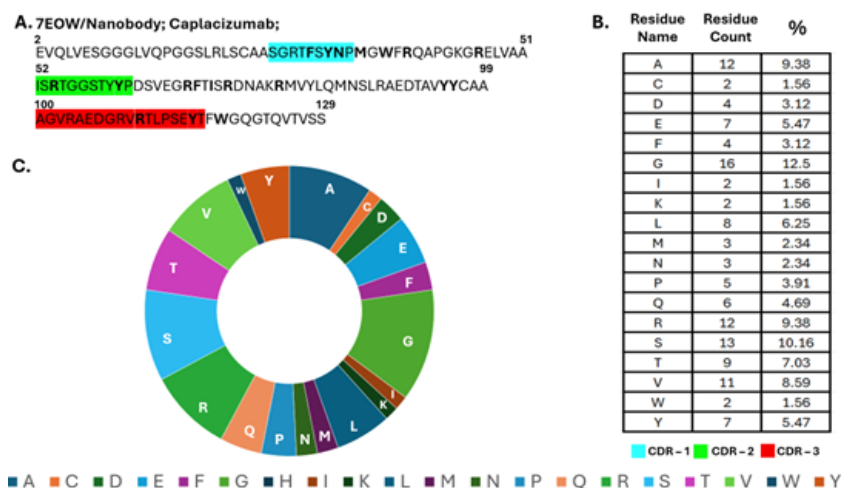 A. 7EOW/Nanobody; Caplacizumab;
2 51
EVQLVESGGGLVQPGGSLRLSCAASGRTFSYNPMGWFRQAPGKGRELVAA
52 99
ISRTGGSTYYPDSVEGRFTISRDNAKRMVYLQMNSLRAEDTAVYYCAA
100 129
AGVRAEDGRVRTLPSEYTFWGQGTQVTVSS
B.
Residue Name Residue Count %
A 12 9.38
C 2 1.56
D 4 3.12
E 7 5.47
F 4 3.12
G 16 12.5
I 2 1.56
K 2 1.56
L 8 6.25
M 3 2.34
N 3 2.34
P 5 3.91
Q 6 4.69
R 12 9.38
S 13 10.16
T 9 7.03
V 11 8.59
W 2 1.56
Y 7 5.47
CDR-1 CDR-2 CDR-3
C.
A
C
D
E
F
G
I
K
L
M
N
P
Q
R
S
T
V
W
Y
A C D E F G H I K L M N P Q R S T V W Y